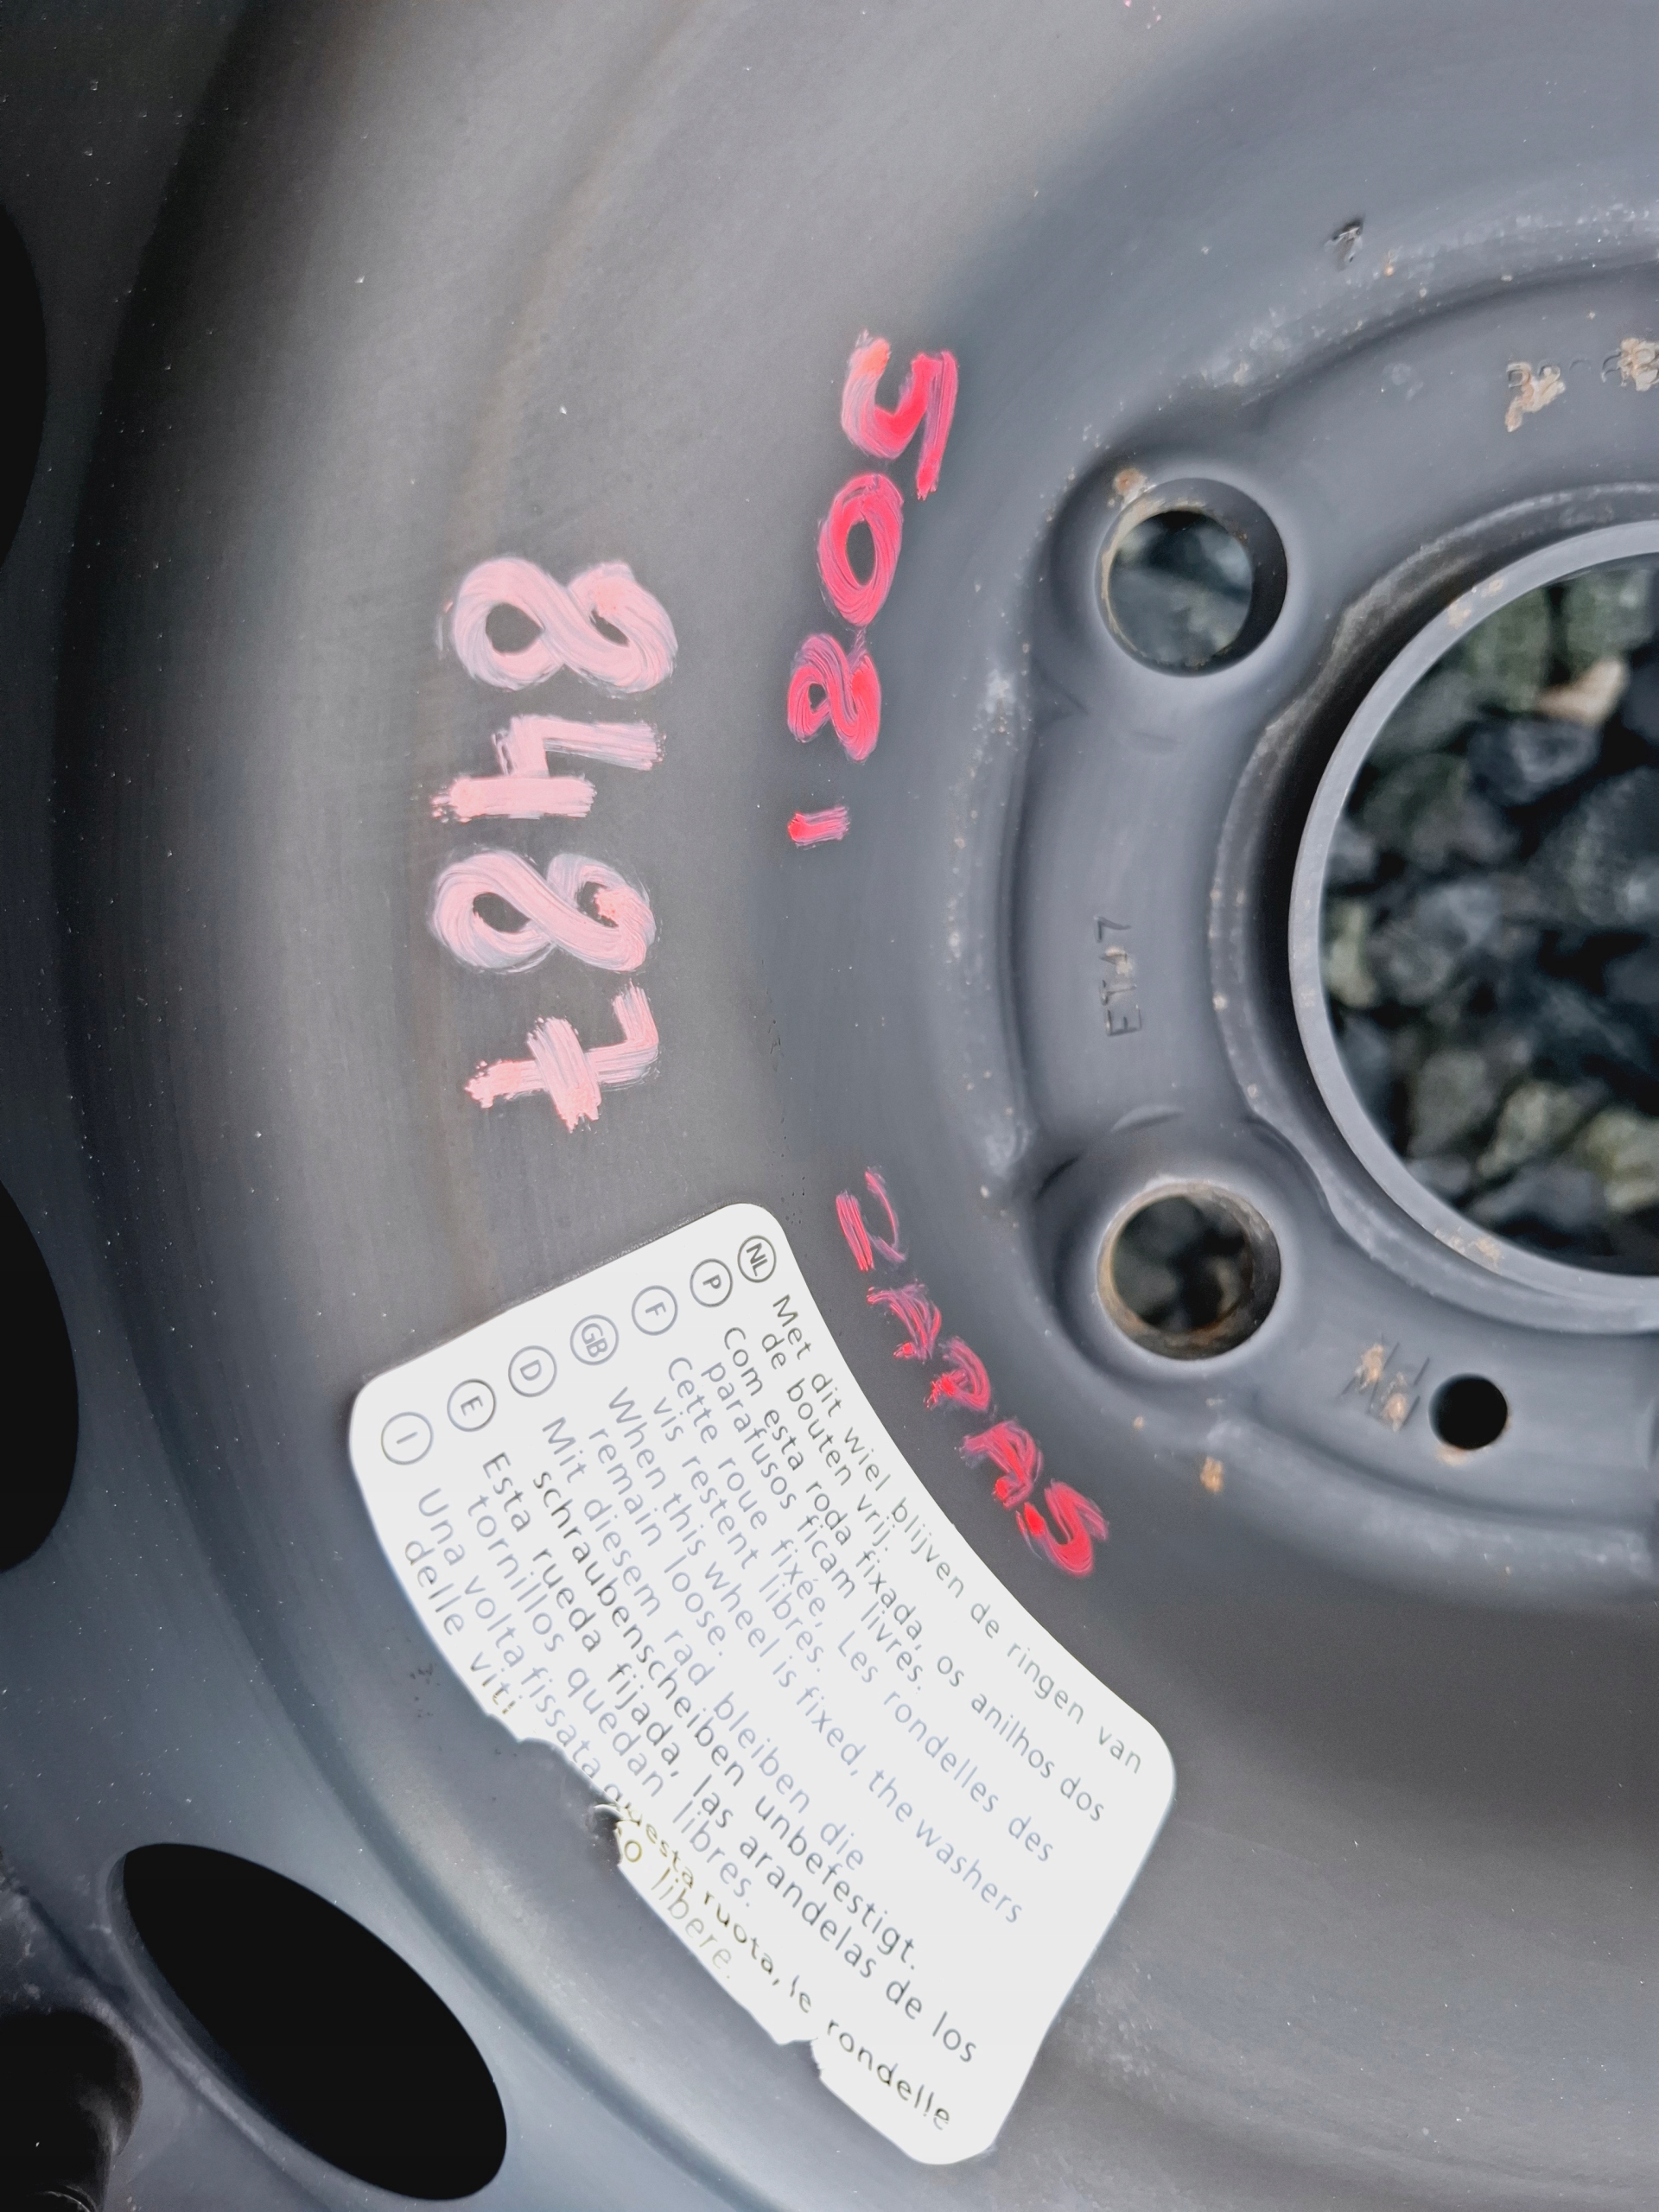 8487
5081
ZAPAS
ET47
NL Met dit wiel blijven de ringen van
de bouten vrij.
P Com esta roda fixada, os anilhos dos
parafusos ficam livres.
F Cette roue fixée, Les rondelles des
vis restent libres.
GB When this wheel is fixed, the washers
remain loose.
D Mit diesem rad bleiben die
schraubenscheiben unbefestigt.
E Esta rueda fijada, las arandelas de los
tornillos quedan libres.
I Una volta fissata questa ruota, le rondelle
delle viti libere.